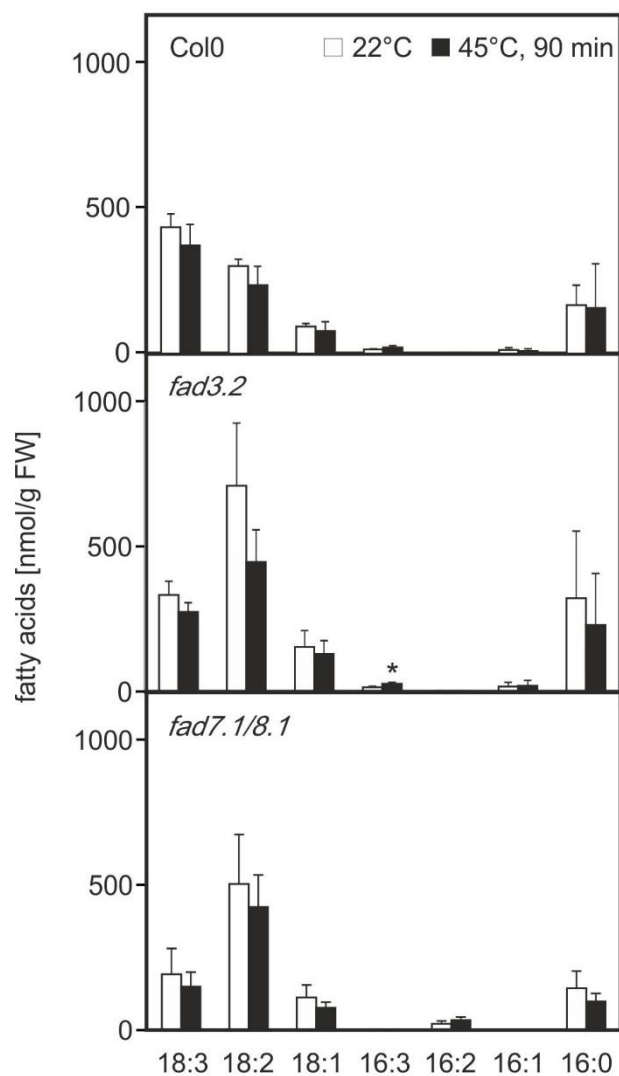 Col0 □ 22°C ■ 45°C, 90 min
1000
500
0
fad3.2
1000
500
*
0
fad7.1/8.1
1000
500
0
fatty acids [nmol/g FW]
18:3 18:2 18:1 16:3 16:2 16:1 16:0